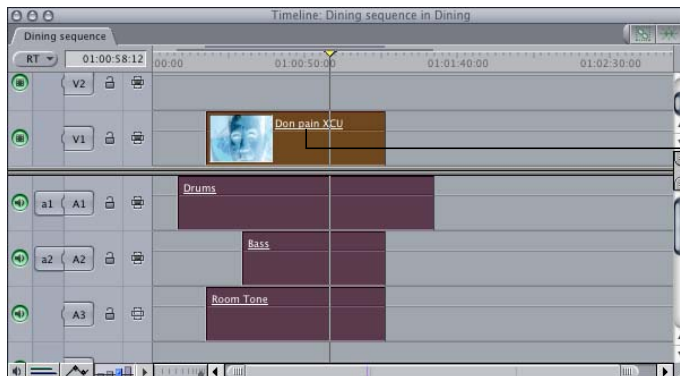 Timeline: Dining sequence in Dining
Dining sequence
RT 01:00:58:12 00:00 01:00:50:00 01:01:40:00 01:02:30:00
V2
V1 Don pain XCU
a1 A1 Drums
a2 A2 Bass
A3 Room Tone